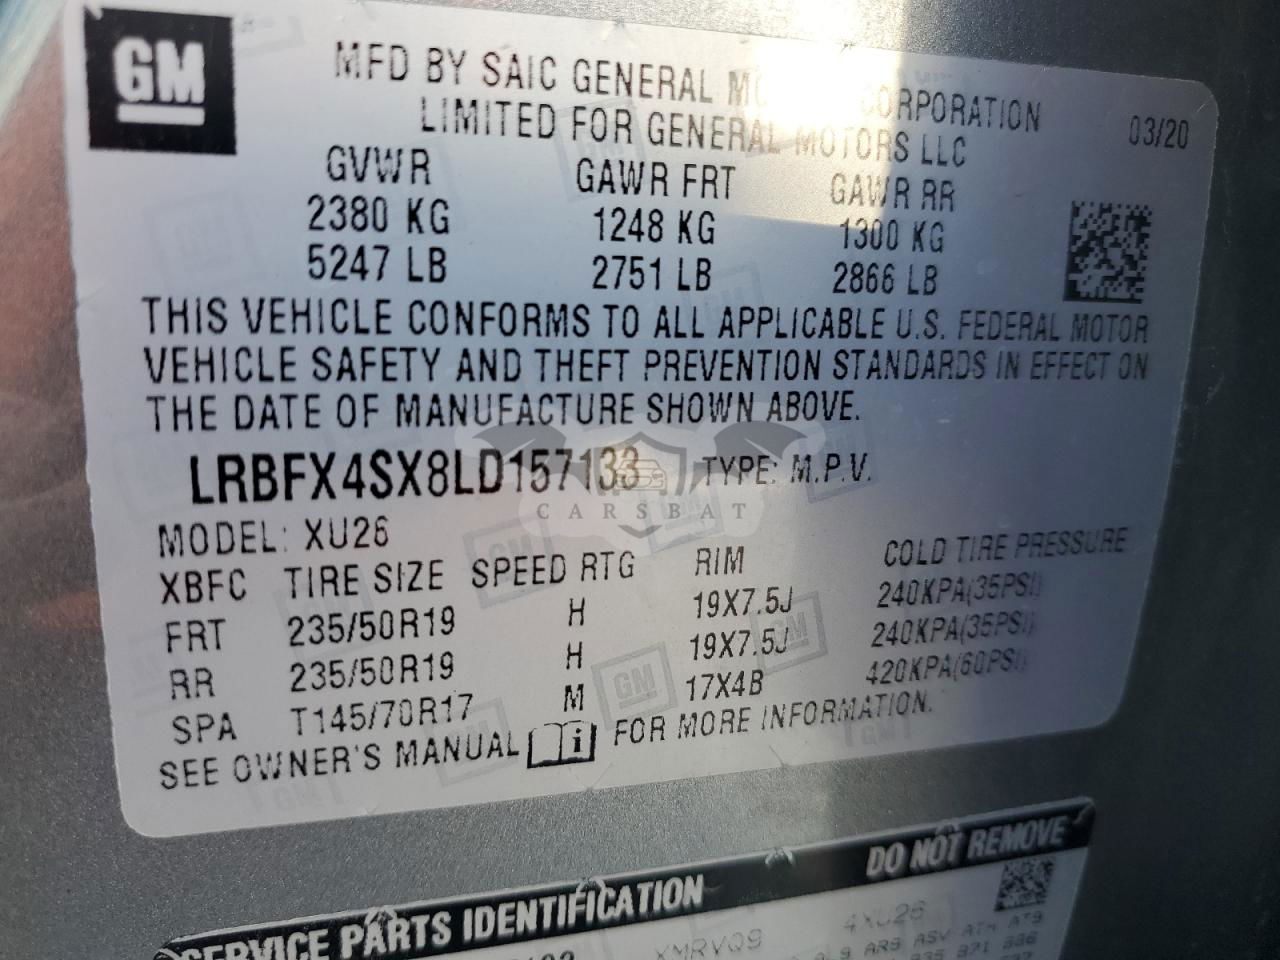 GM
MFD BY SAIC GENERAL CORPORATION
LIMITED FOR GENERAL MOTORS LLC
03/20
GVWR GAWR FRT GAWR RR
2380 KG 1248 KG 1300 KG
5247 LB 2751 LB 2866 LB
THIS VEHICLE CONFORMS TO ALL APPLICABLE U.S. FEDERAL MOTOR
VEHICLE SAFETY AND THEFT PREVENTION STANDARDS IN EFFECT ON
THE DATE OF MANUFACTURE SHOWN ABOVE.
LRBFX4SX8LD157133 TYPE: M.P.V.
CARSBAT
MODEL: XU26
XBFC TIRE SIZE SPEED RTG RIM COLD TIRE PRESSURE
FRT 235/50R19 H 19X7.5J 240KPA(35PSI)
RR 235/50R19 H 19X7.5J 240KPA(35PSI)
SPA T145/70R17 M 17X4B 420KPA(60PSI)
SEE OWNER'S MANUAL i FOR MORE INFORMATION.
SERVICE PARTS IDENTIFICATION DO NOT REMOVE
XMRVQ9 4XU26